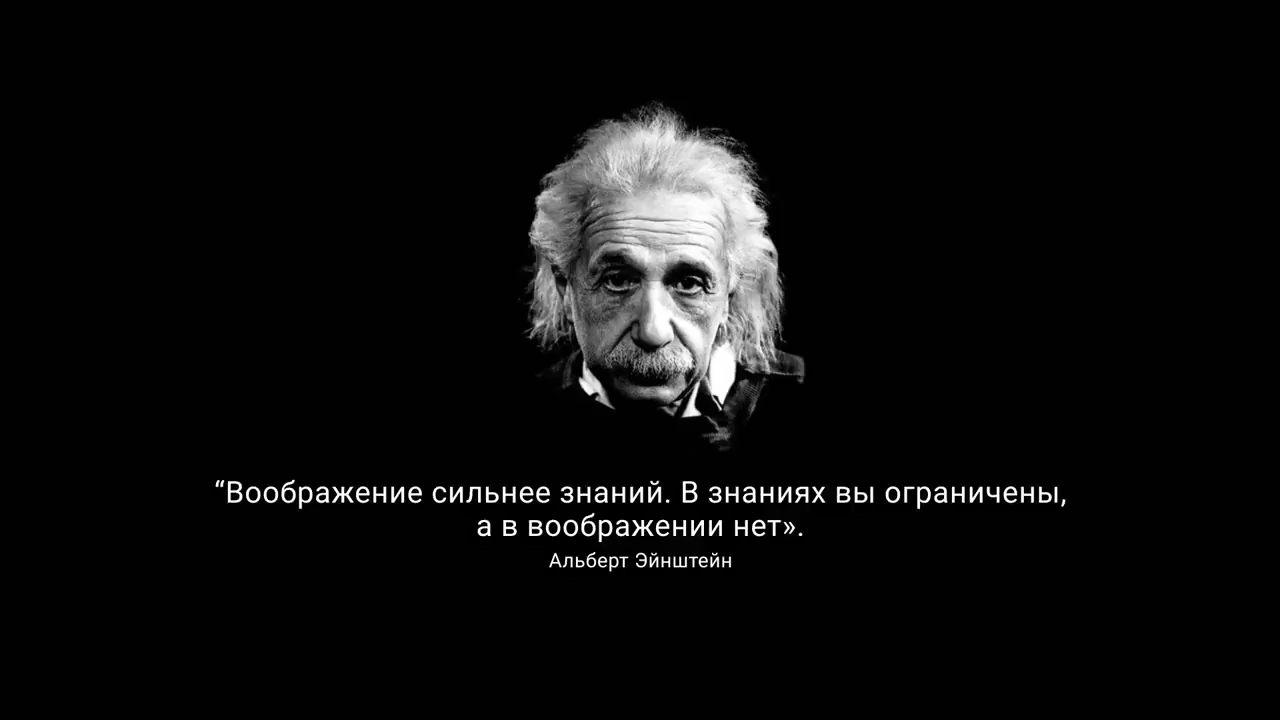 “Воображение сильнее знаний. В знаниях вы ограничены,
а в воображении нет».
Альберт Эйнштейн